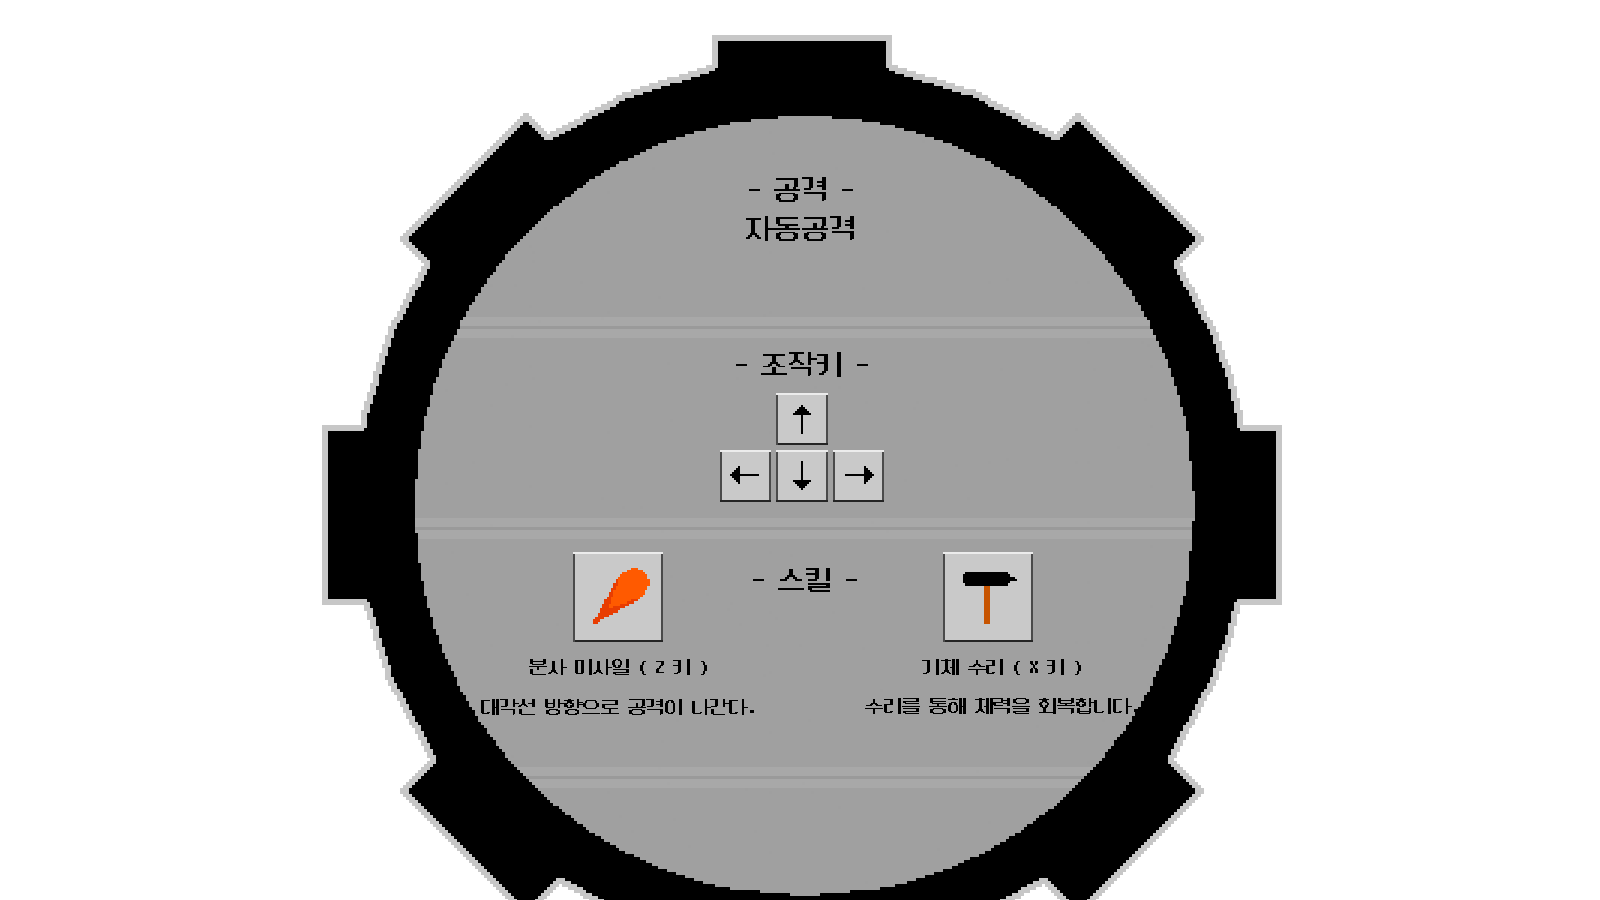 - 공격 -
자동공격
- 조작키 -
↑
← ↓ →
- 스킬 -
분사 미사일 ( Z 키 )
대각선 방향으로 공격이 나간다.
기체 수리 ( X 키 )
수리를 통해 체력을 회복합니다.